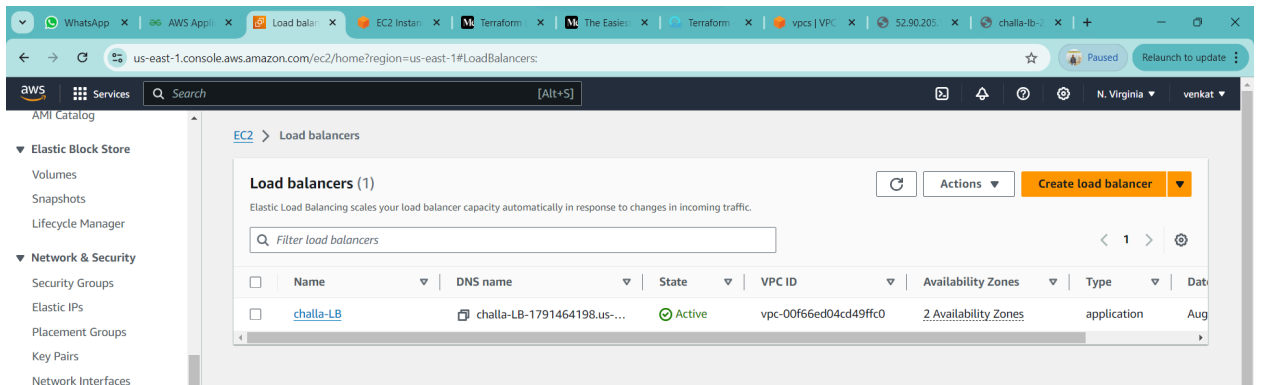 WhatsApp
AWS Appli
Load balan
EC2 Instan
Terraform
The Easies
Terraform
vpcs | VPC
52.90.205.
challa-lb-2
us-east-1.console.aws.amazon.com/ec2/home?region=us-east-1#LoadBalancers:
Paused
Relaunch to update
aws
Services
Search
[Alt+S]
N. Virginia
venkat
AMI Catalog
Elastic Block Store
Volumes
Snapshots
Lifecycle Manager
Network & Security
Security Groups
Elastic IPs
Placement Groups
Key Pairs
Network Interfaces
EC2 > Load balancers
Load balancers (1)
Actions
Create load balancer
Elastic Load Balancing scales your load balancer capacity automatically in response to changes in incoming traffic.
Filter load balancers
1
Name DNS name State VPC ID Availability Zones Type Date
challa-LB challa-LB-1791464198.us-... Active vpc-00f66ed04cd49ffc0 2 Availability Zones application Aug